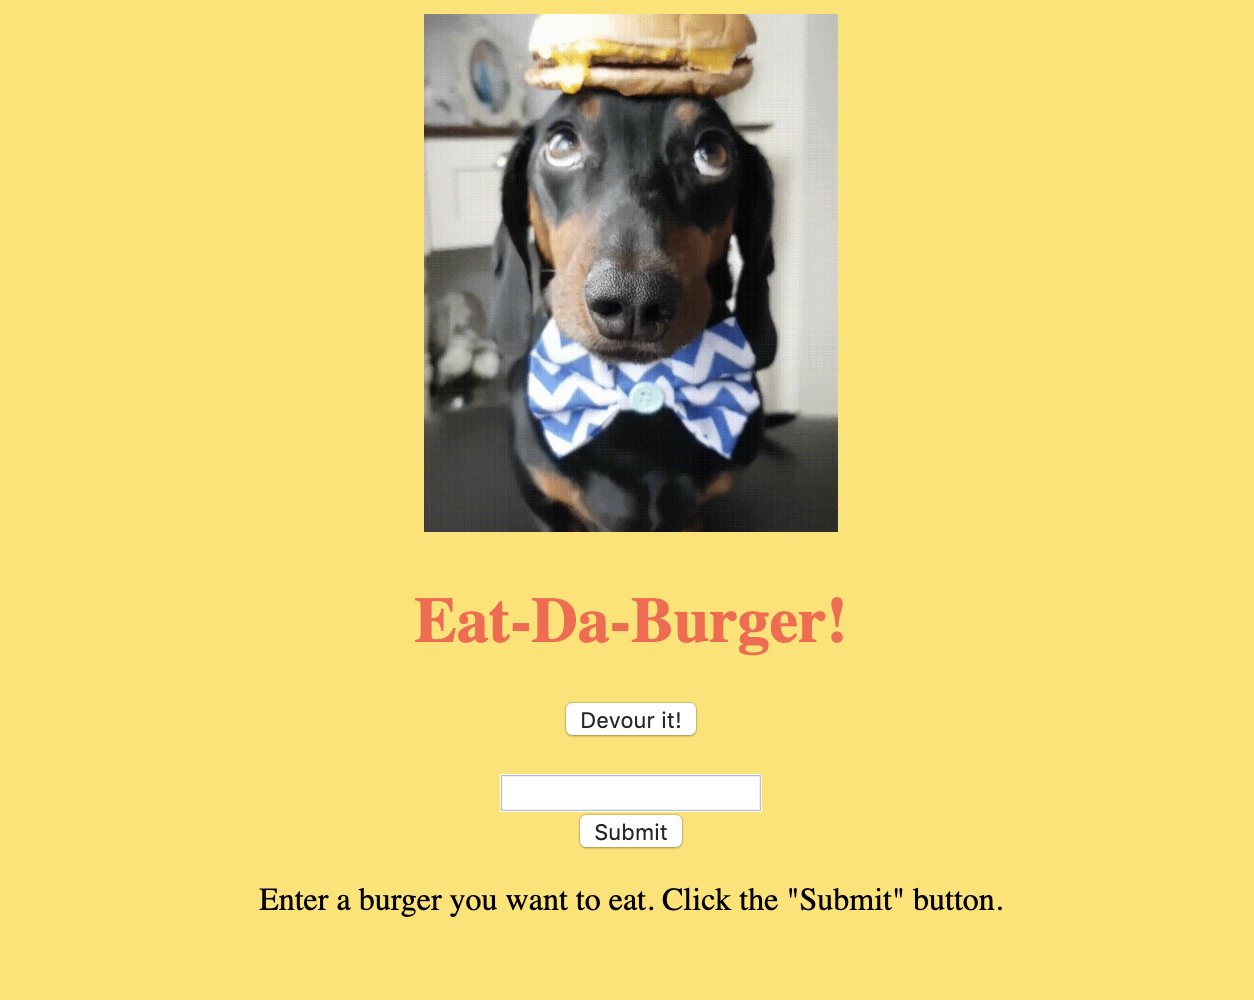 Eat-Da-Burger!
Devour it!
Submit
Enter a burger you want to eat. Click the "Submit" button.